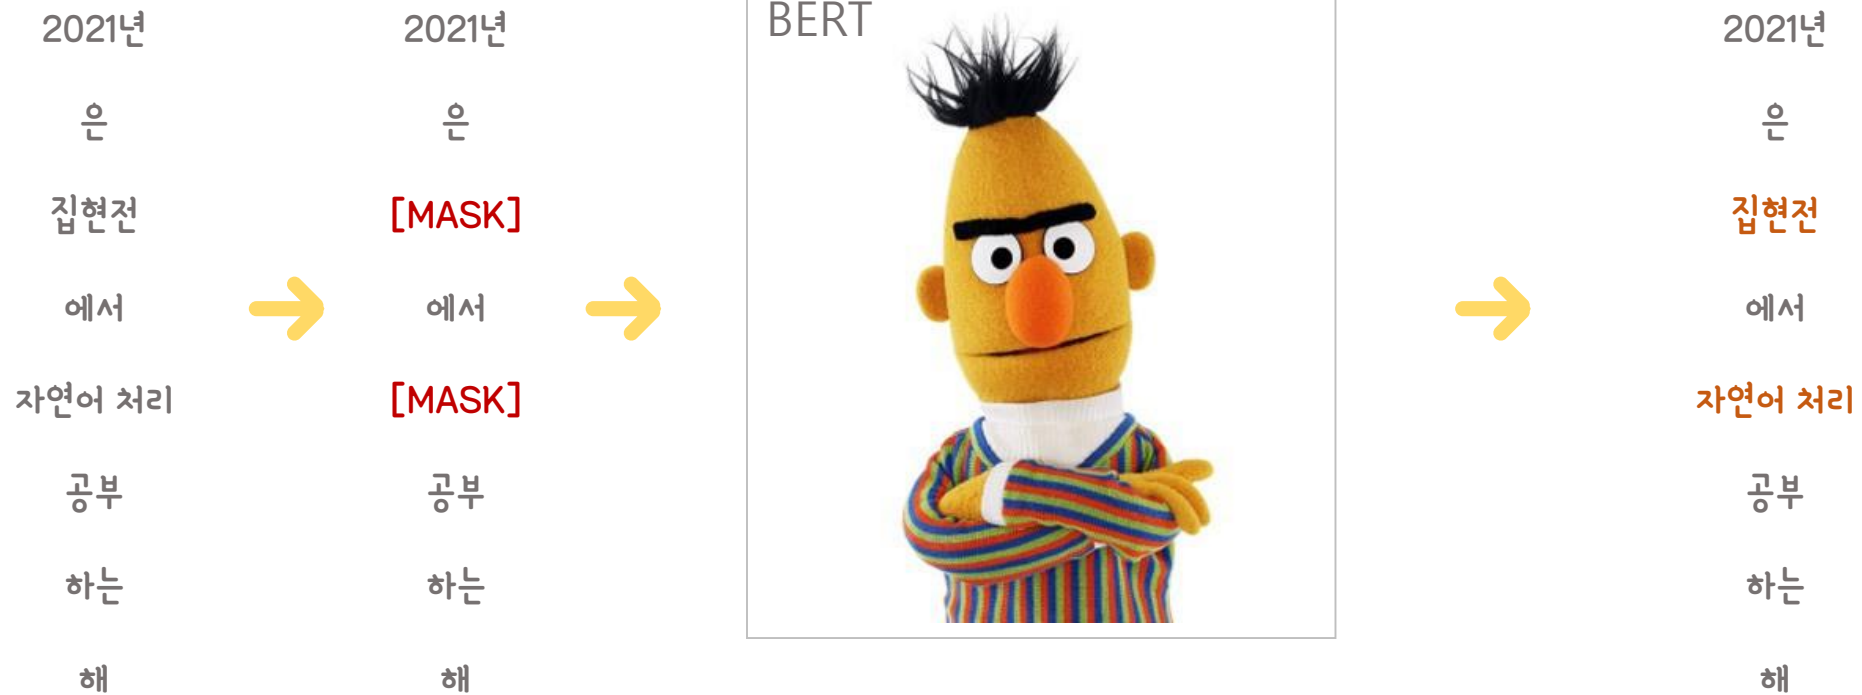 2021년 2021년 BERT 2021년
은 은 은
집현전 [MASK] 집현전
에서 에서 에서
자연어 처리 [MASK] 자연어 처리
공부 공부 공부
하는 하는 하는
해 해 해